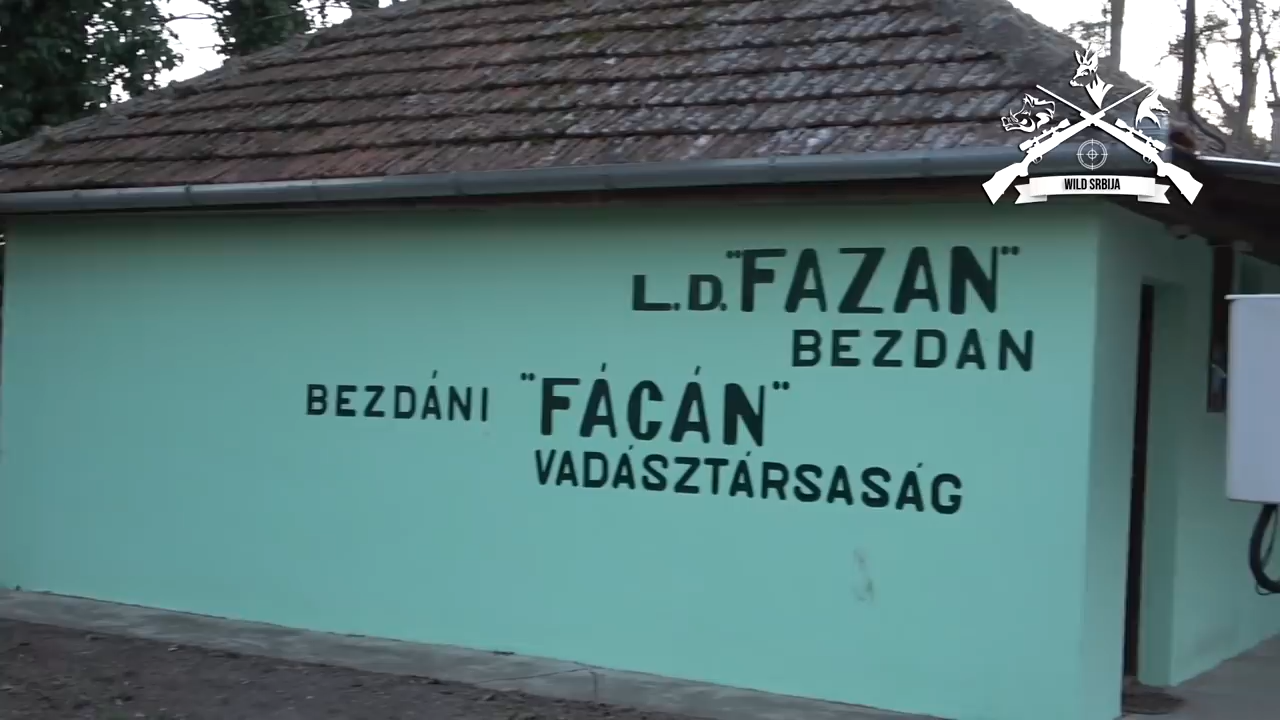 L.D. "FAZAN"
BEZDAN
BEZDÁNI "FÁCÁN"
VADÁSZTÁRSASÁG
WILD SRBIJA